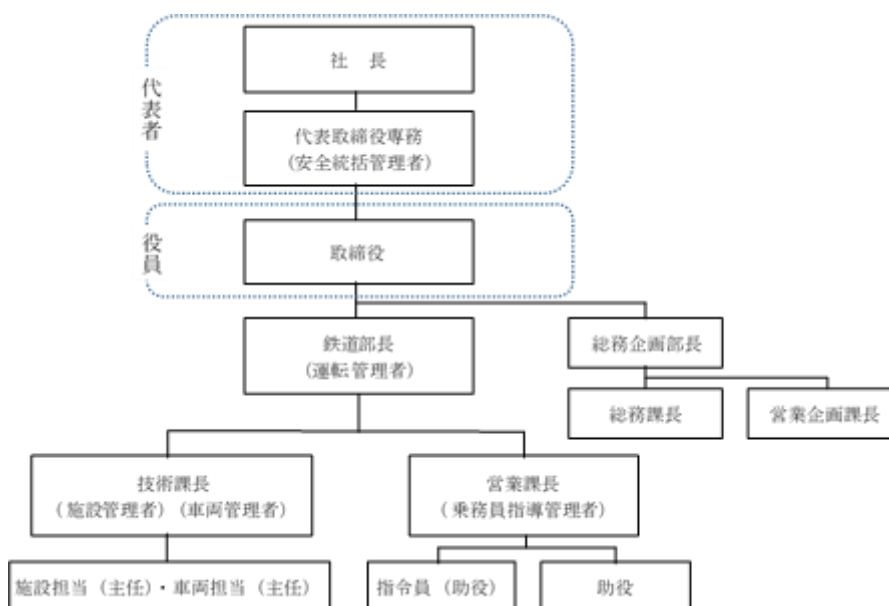 代表者
社　長
代表取締役専務
(安全統括管理者)
役員
取締役
鉄道部長
(運転管理者)
総務企画部長
総務課長
営業企画課長
技術課長
(施設管理者) (車両管理者)
営業課長
(乗務員指導管理者)
施設担当 (主任)・車両担当 (主任)
指令員 (助役)
助役